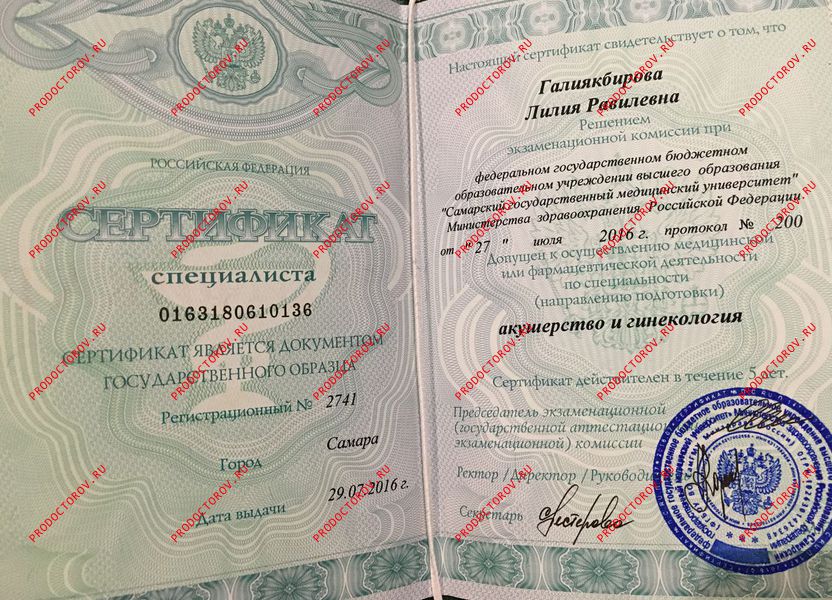 РОССИЙСКАЯ ФЕДЕРАЦИЯ
СЕРТИФИКАТ
специалиста
0163180610136
СЕРТИФИКАТ ЯВЛЯЕТСЯ ДОКУМЕНТОМ
ГОСУДАРСТВЕННОГО ОБРАЗЦА
Регистрационный № 2741
Город Самара
Дата выдачи 29.07.2016 г.
Настоящий сертификат свидетельствует о том, что
Галиякбирова
Лилия Равилевна
Решением
экзаменационной комиссии при
федеральном государственном бюджетном
образовательном учреждении высшего образования
"Самарский государственный медицинский университет"
Министерства здравоохранения Российской Федерации
от "27" июля 2016 г. протокол № 200
Допущен к осуществлению медицинской
или фармацевтической деятельности
по специальности
(направлению подготовки)
акушерство и гинекология
Сертификат действителен в течение 5 лет.
Председатель экзаменационной
(государственной аттестацион
экзаменационной) комиссии
Ректор / Директор / Руководи
Секретарь Нестерова
PRODOCTOROV.RU